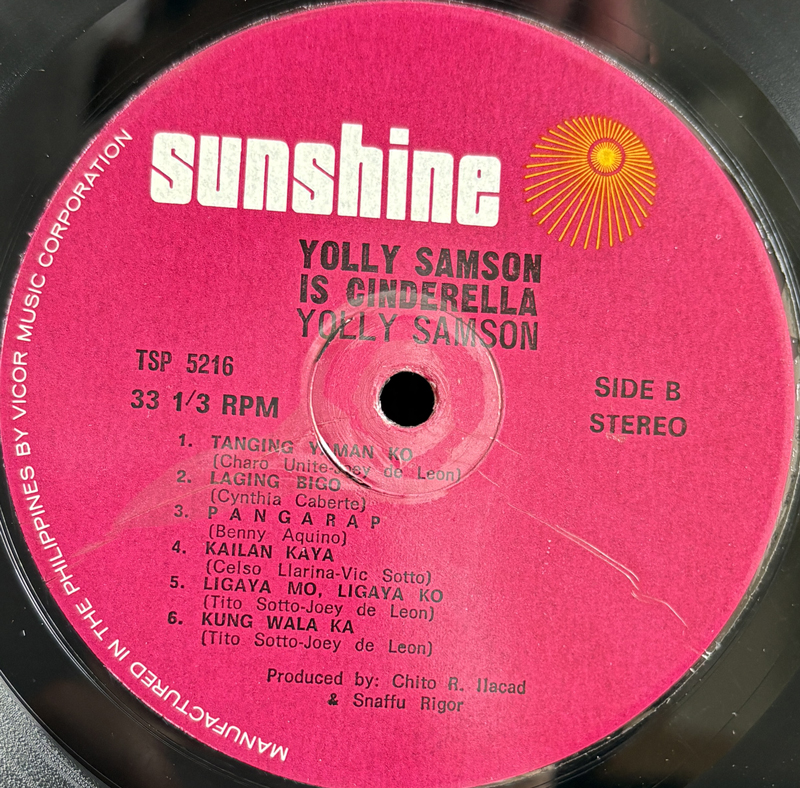 sunshine
YOLLY SAMSON
IS CINDERELLA
YOLLY SAMSON
TSP 5216
33 1/3 RPM
SIDE B
STEREO
1. TANGING YAMAN KO
(Charo Unite-Joey de Leon)
2. LAGING BIGO
(Cynthia Caberte)
3. PANGARAP
(Benny Aquino)
4. KAILAN KAYA
(Celso Llarina-Vic Sotto)
5. LIGAYA MO, LIGAYA KO
(Tito Sotto-Joey de Leon)
6. KUNG WALA KA
(Tito Sotto-Joey de Leon)
Produced by: Chito R. Ilacad
& Snaffu Rigor
MANUFACTURED IN THE PHILIPPINES BY VICOR MUSIC CORPORATION